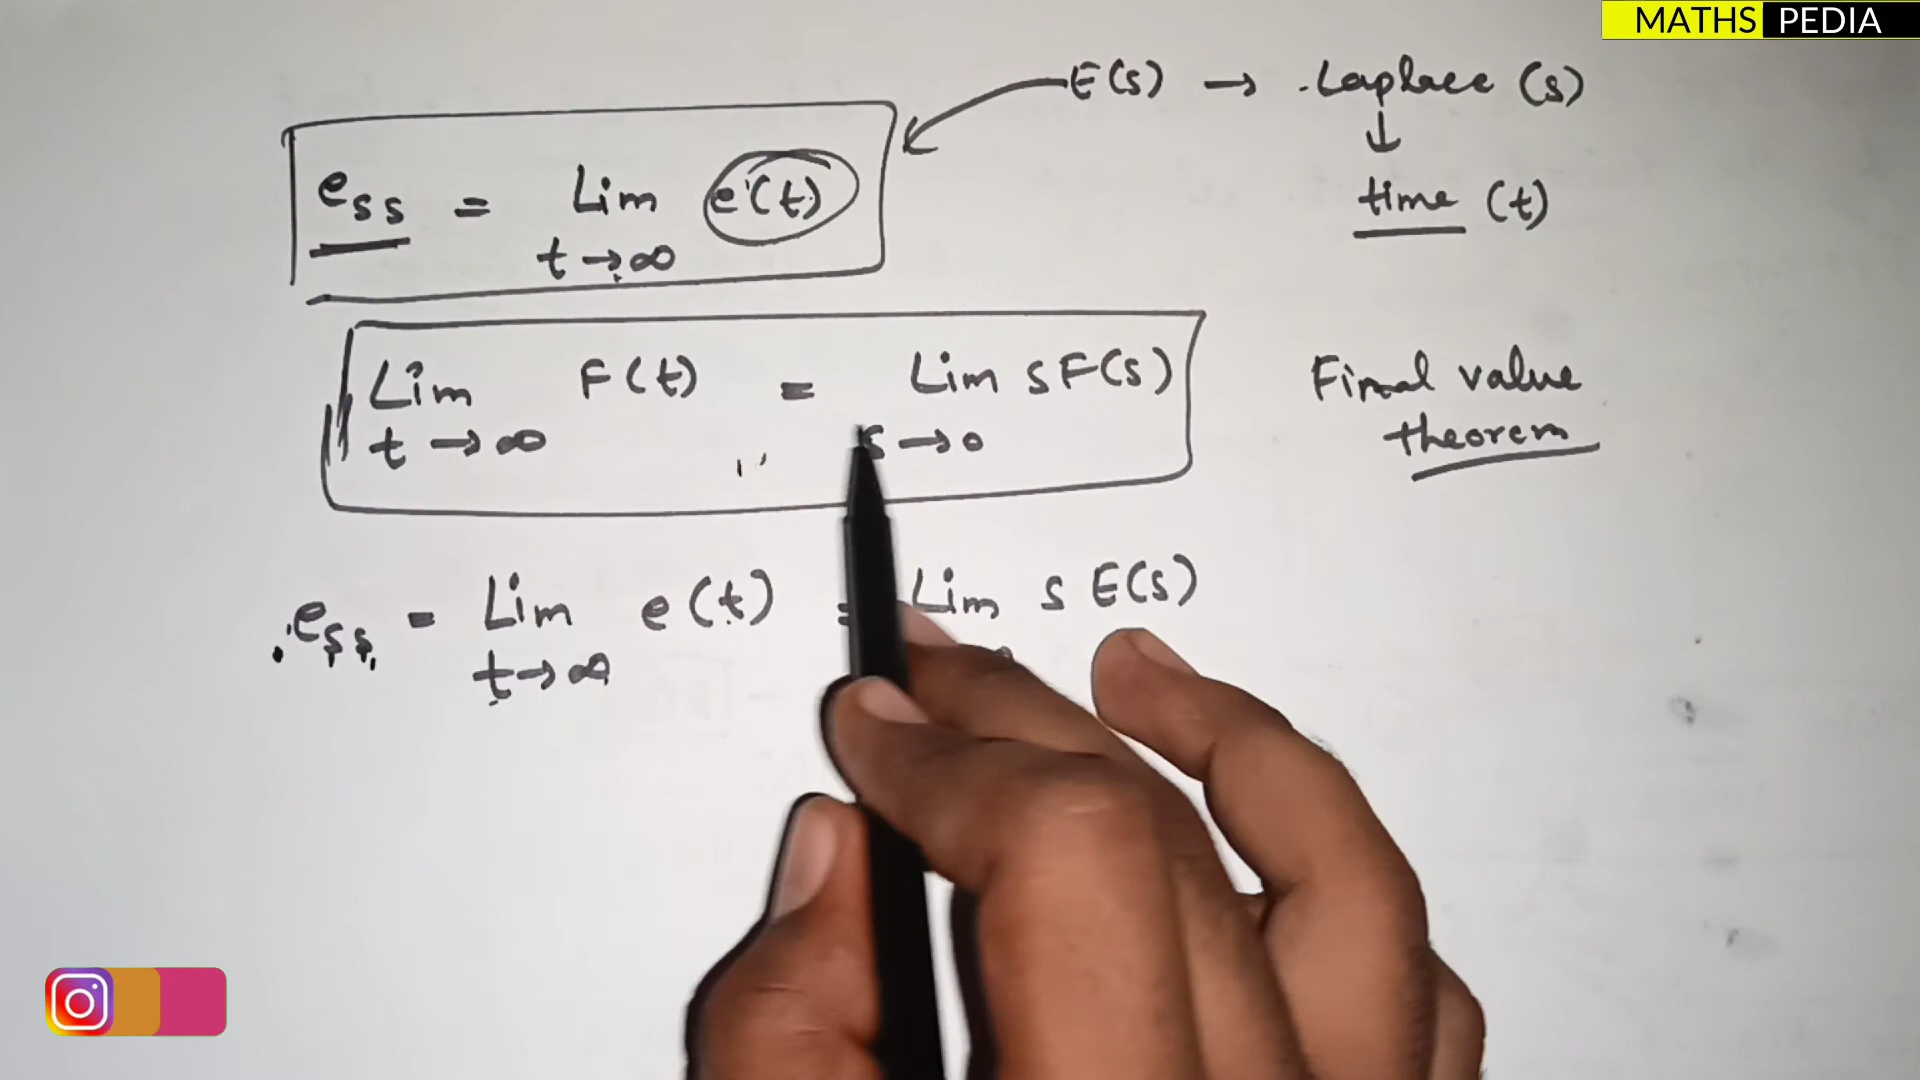 MATHS PEDIA
E(s) → Laplace (s)
↓
time (t)
ess = Lim e(t)
t→∞
Lim F(t) = Lim sF(s)
t→∞ s→0
Final value
theorem
ess = Lim e(t) = Lim s E(s)
t→∞